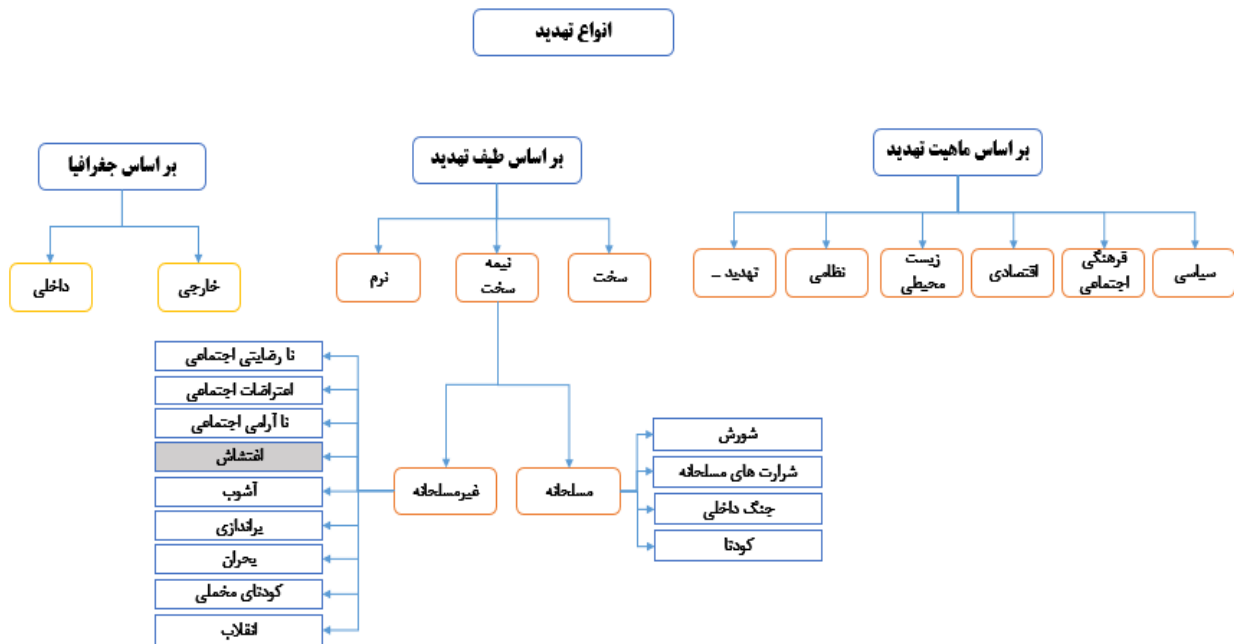 انواع تهدید
بر اساس ماهیت تهدید
بر اساس طیف تهدید
بر اساس جغرافیا
سیاسی
فرهنگی
اجتماعی
اقتصادی
زیست
محیطی
نظامی
تهدید _
سخت
نیمه
سخت
نرم
خارجی
داخلی
مسلحانه
غیرمسلحانه
شورش
شرارت های مسلحانه
جنگ داخلی
کودتا
نا رضایتی اجتماعی
اعتراضات اجتماعی
نا آرامی اجتماعی
اغتشاش
آشوب
براندازی
بحران
کودتای مخملی
انقلاب